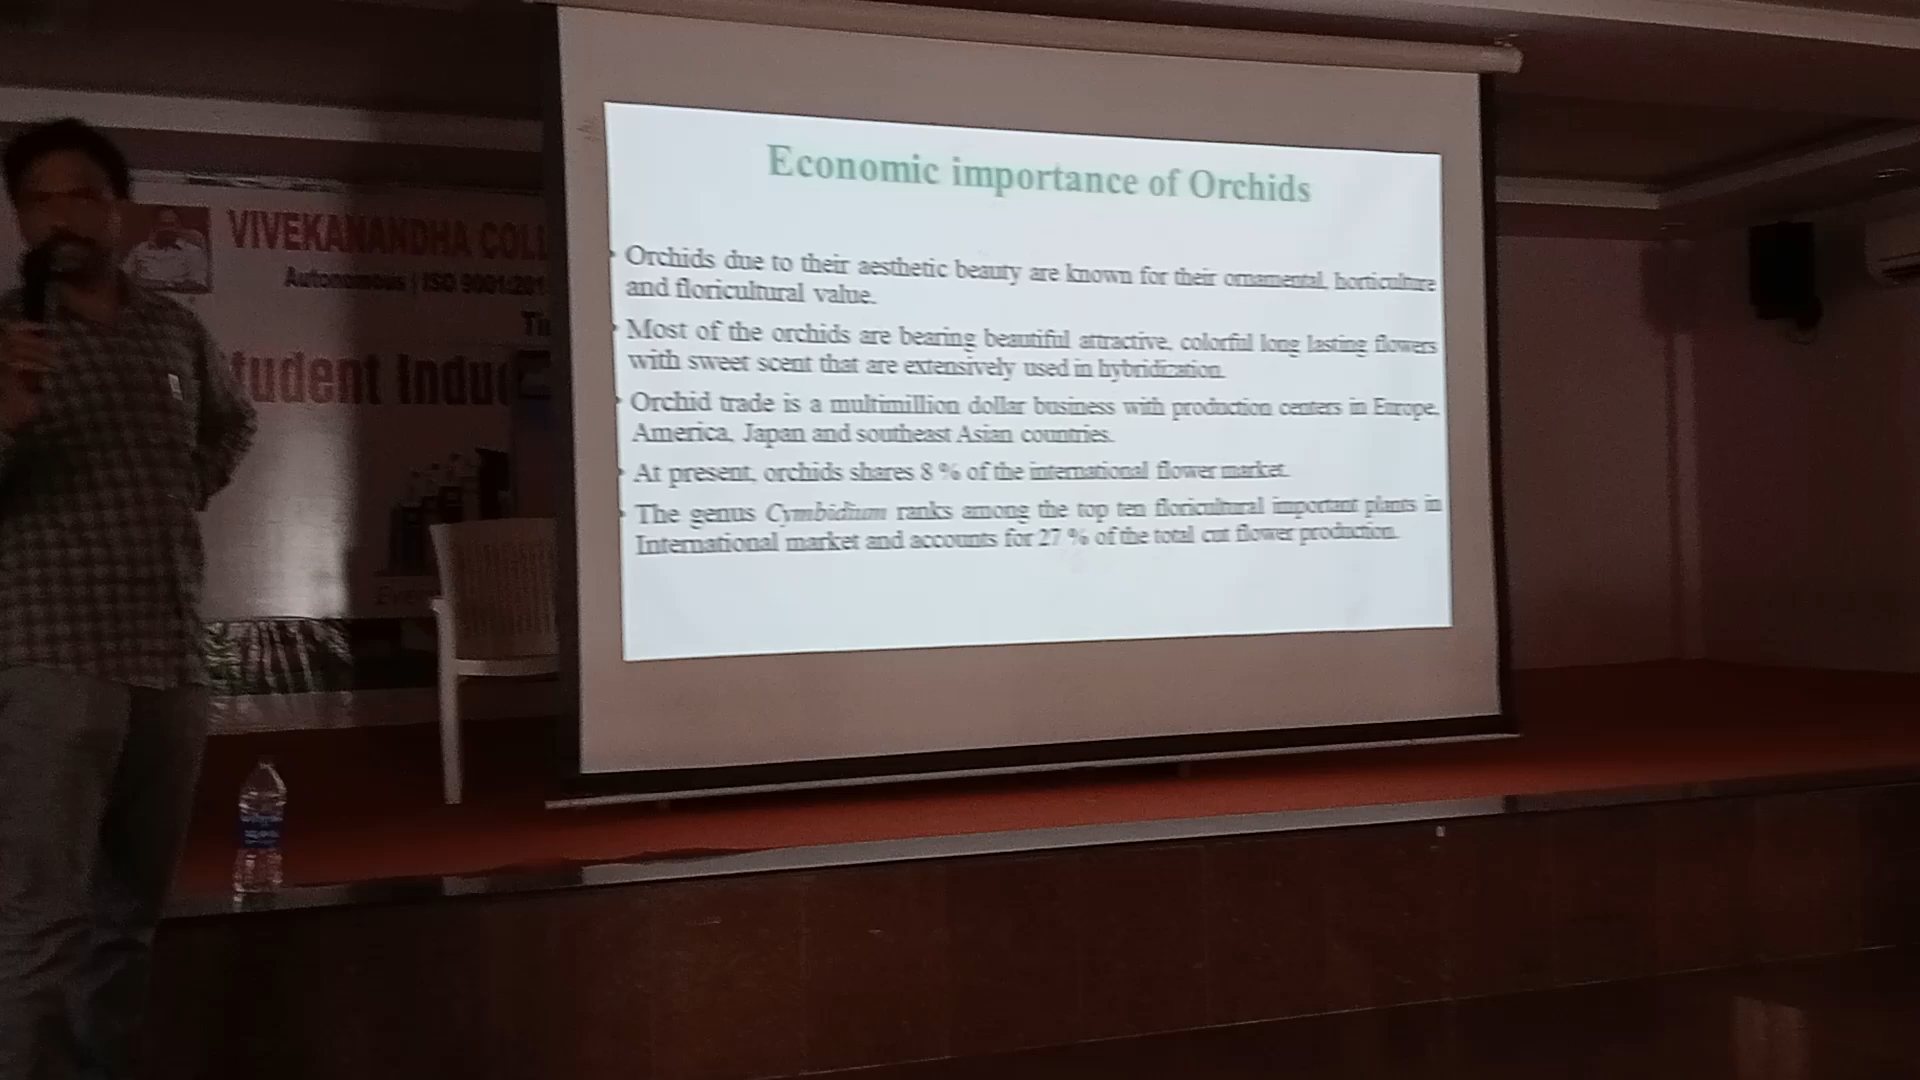 VIVEKANANDHA COLL
Autonomous | ISO 9001:201
tudent Indu
Economic importance of Orchids
Orchids due to their aesthetic beauty are known for their ornamental, horticulture
and floricultural value.
Most of the orchids are bearing beautiful attractive, colorful long lasting flowers
with sweet scent that are extensively used in hybridization.
Orchid trade is a multimillion dollar business with production centers in Europe,
America, Japan and southeast Asian countries.
At present, orchids shares 8 % of the international flower market.
The genus Cymbidium ranks among the top ten floricultural important plants in
International market and accounts for 27 % of the total cut flower production.